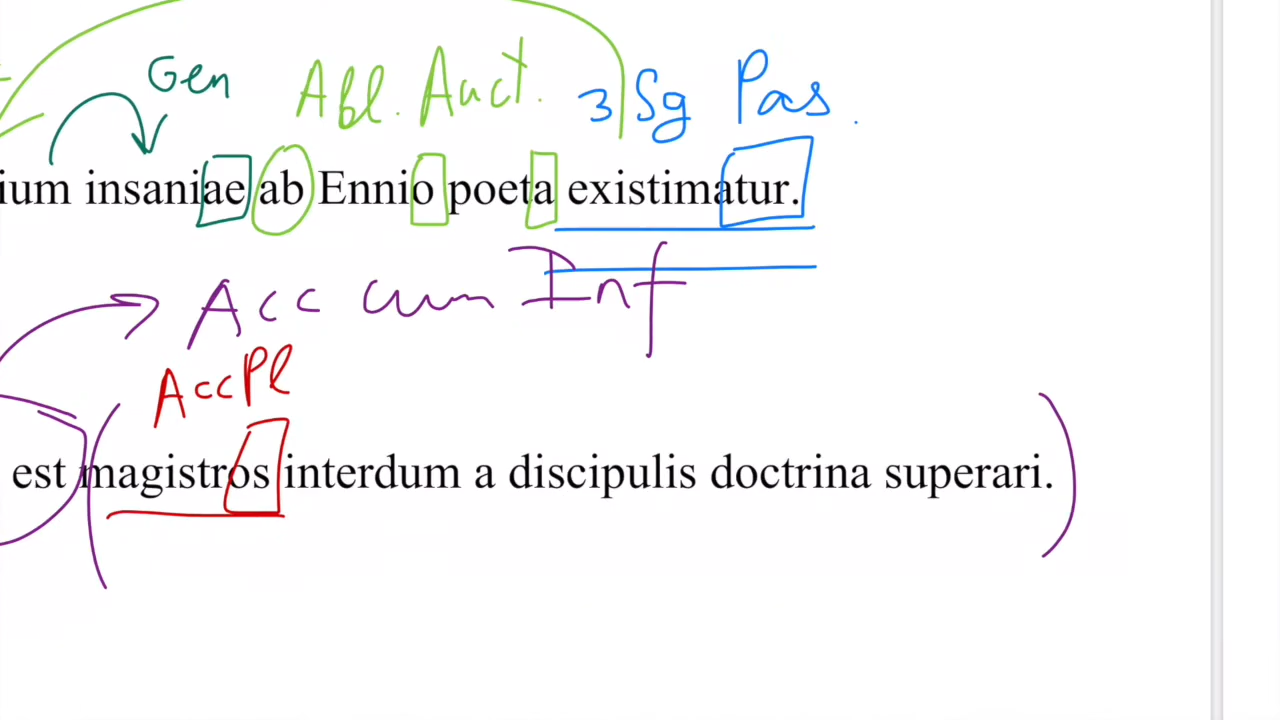 Gen Abl. Auct. 3 Sg Pas.
ium insaniae ab Ennio poeta existimatur.
Acc cum Inf
Acc Pl
est magistros interdum a discipulis doctrina superari.